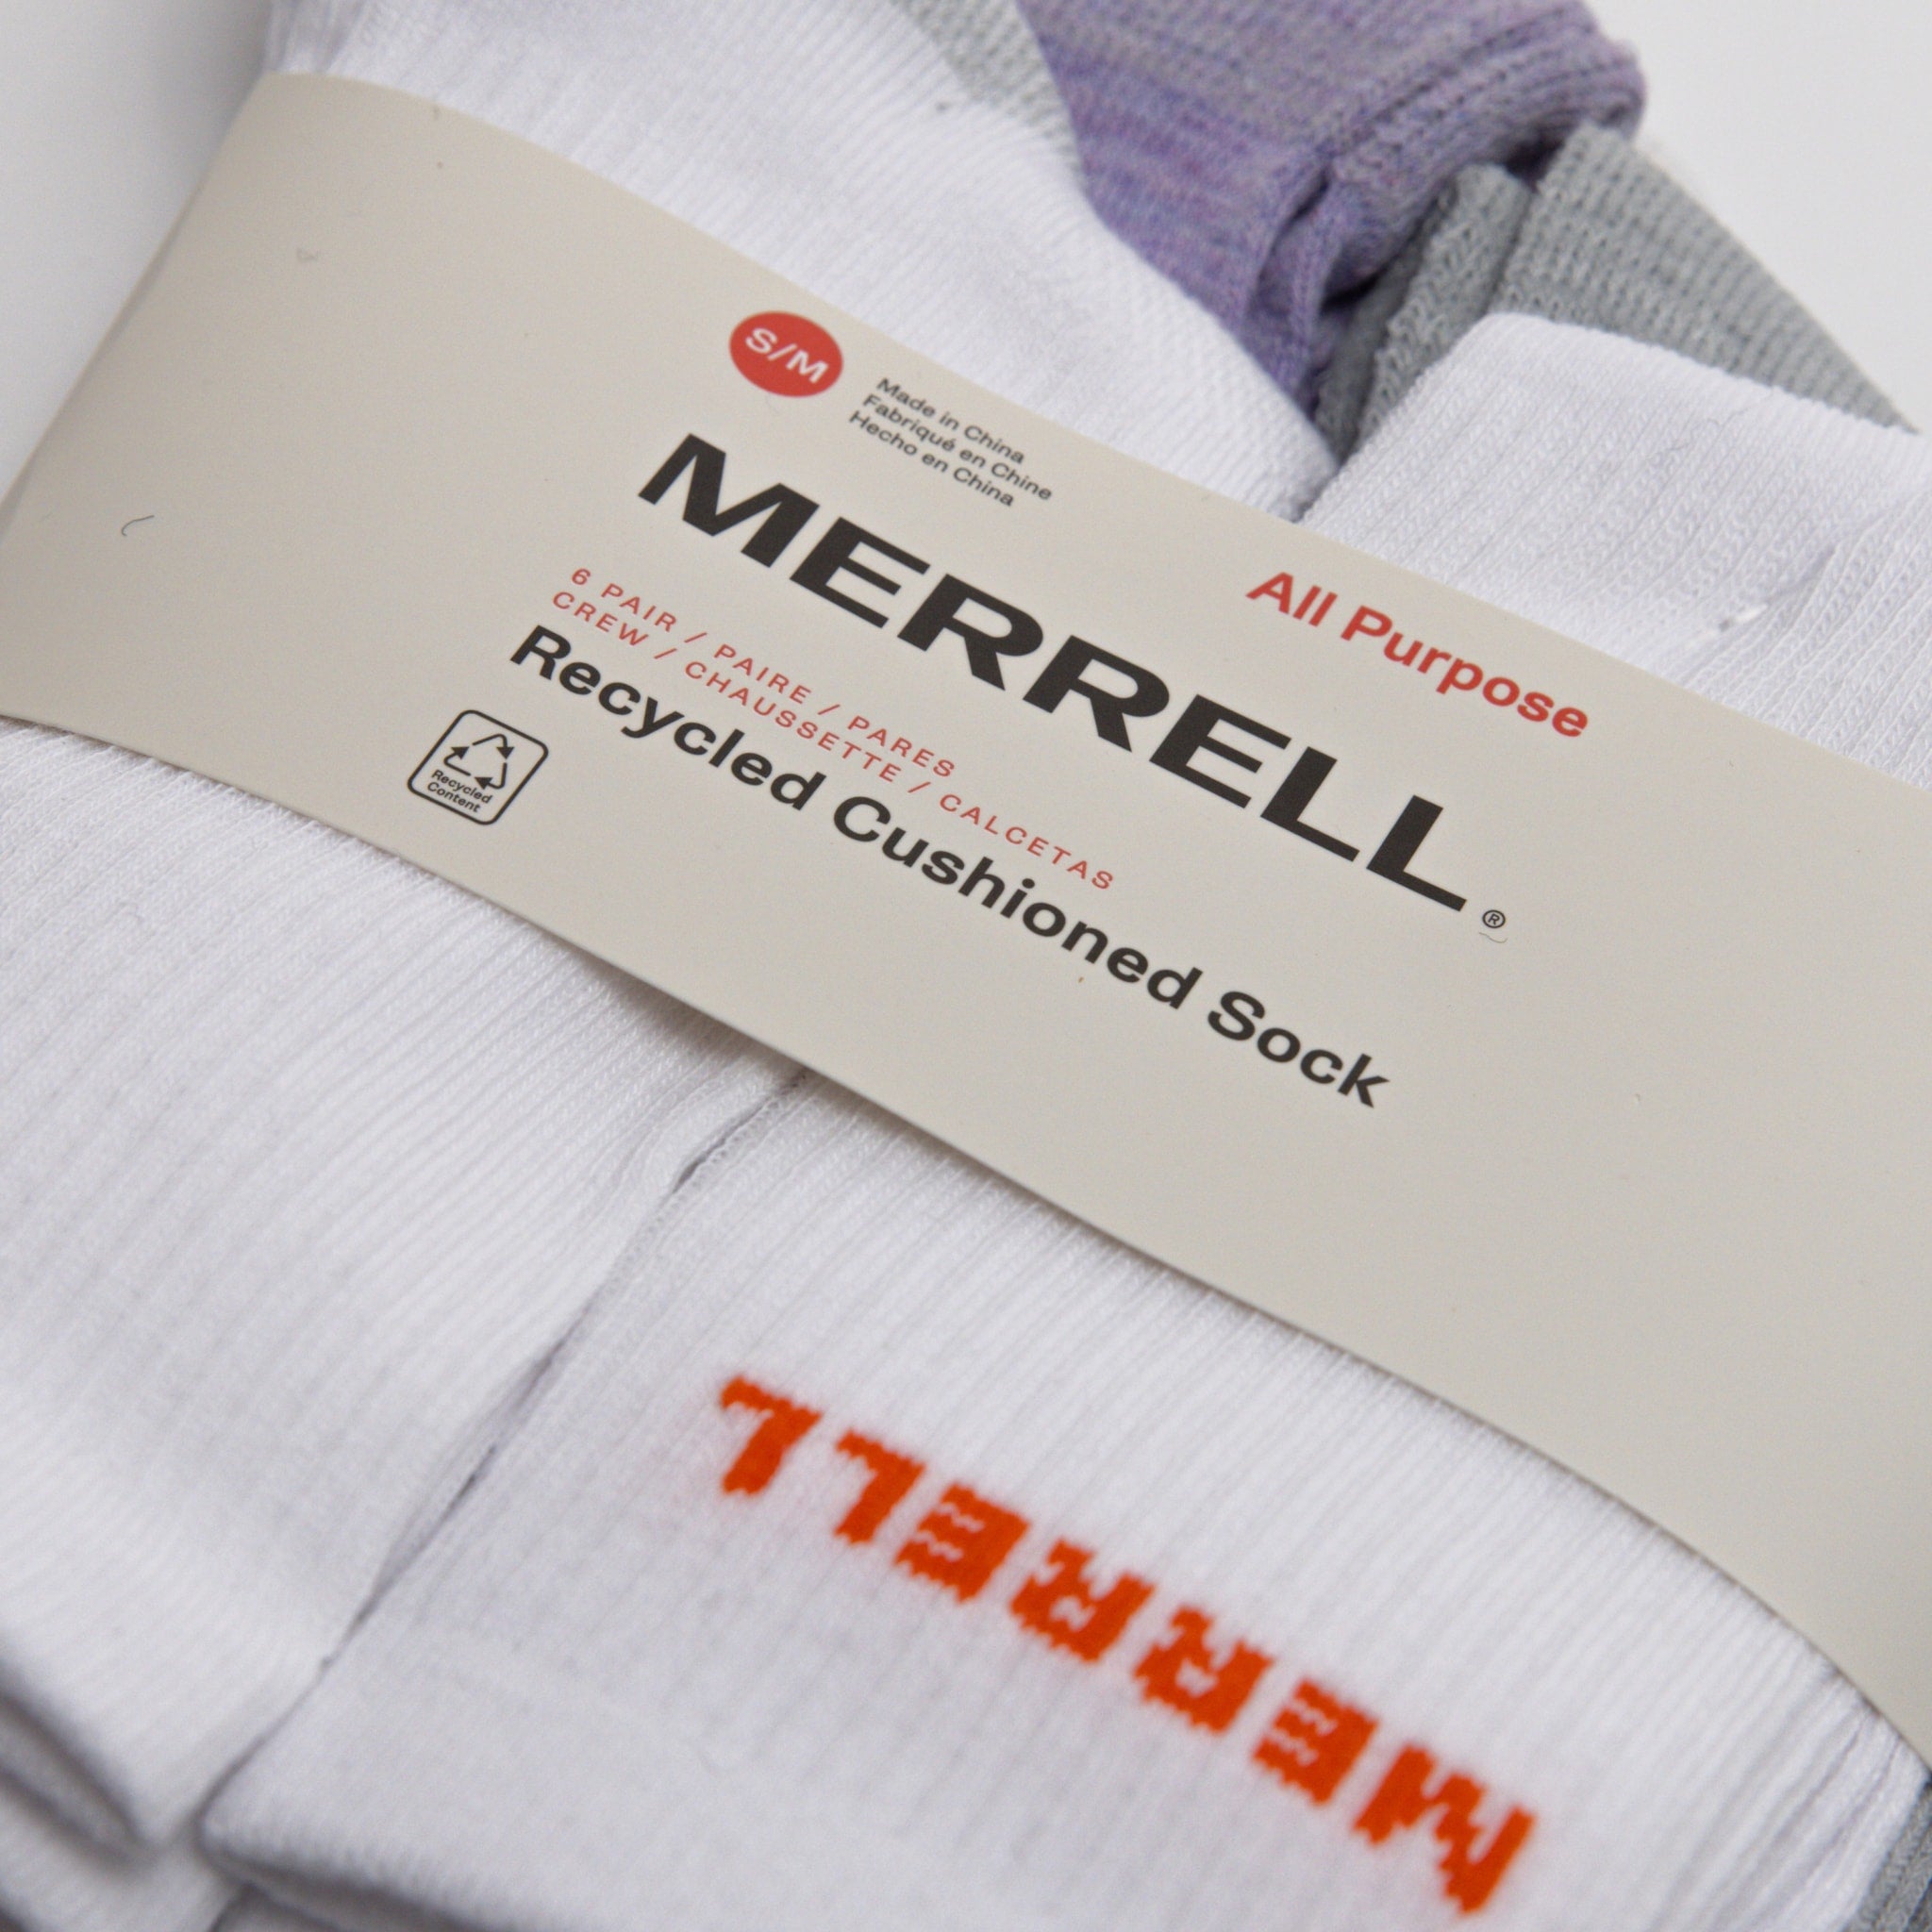 S/M
Made in China
Fabriqué en Chine
Hecho en China
All Purpose
MERRELL®
6 PAIR / PAIRE / PARES
CREW / CHAUSSETTE / CALCETAS
Recycled Cushioned Sock
Recycled
Content
MERRELL